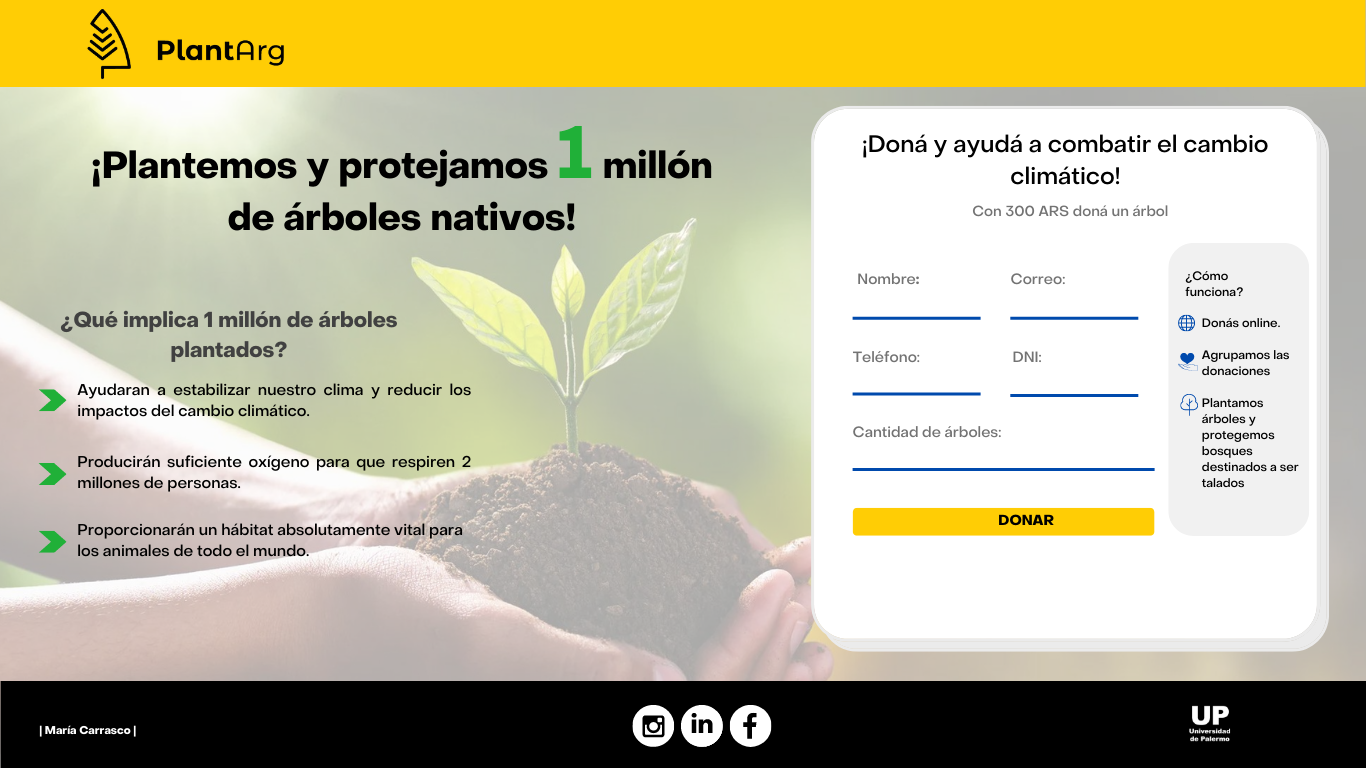 PlantArg
¡Plantemos y protejamos 1 millón
de árboles nativos!
¿Qué implica 1 millón de árboles
plantados?
Ayudaran a estabilizar nuestro clima y reducir los
impactos del cambio climático.
Producirán suficiente oxígeno para que respiren 2
millones de personas.
Proporcionarán un hábitat absolutamente vital para
los animales de todo el mundo.
¡Doná y ayudá a combatir el cambio
climático!
Con 300 ARS doná un árbol
Nombre:
Correo:
Teléfono:
DNI:
Cantidad de árboles:
DONAR
¿Cómo
funciona?
Donás online.
Agrupamos las
donaciones
Plantamos
árboles y
protegemos
bosques
destinados a ser
talados
| María Carrasco |
in
f
UP
Universidad
de Palermo